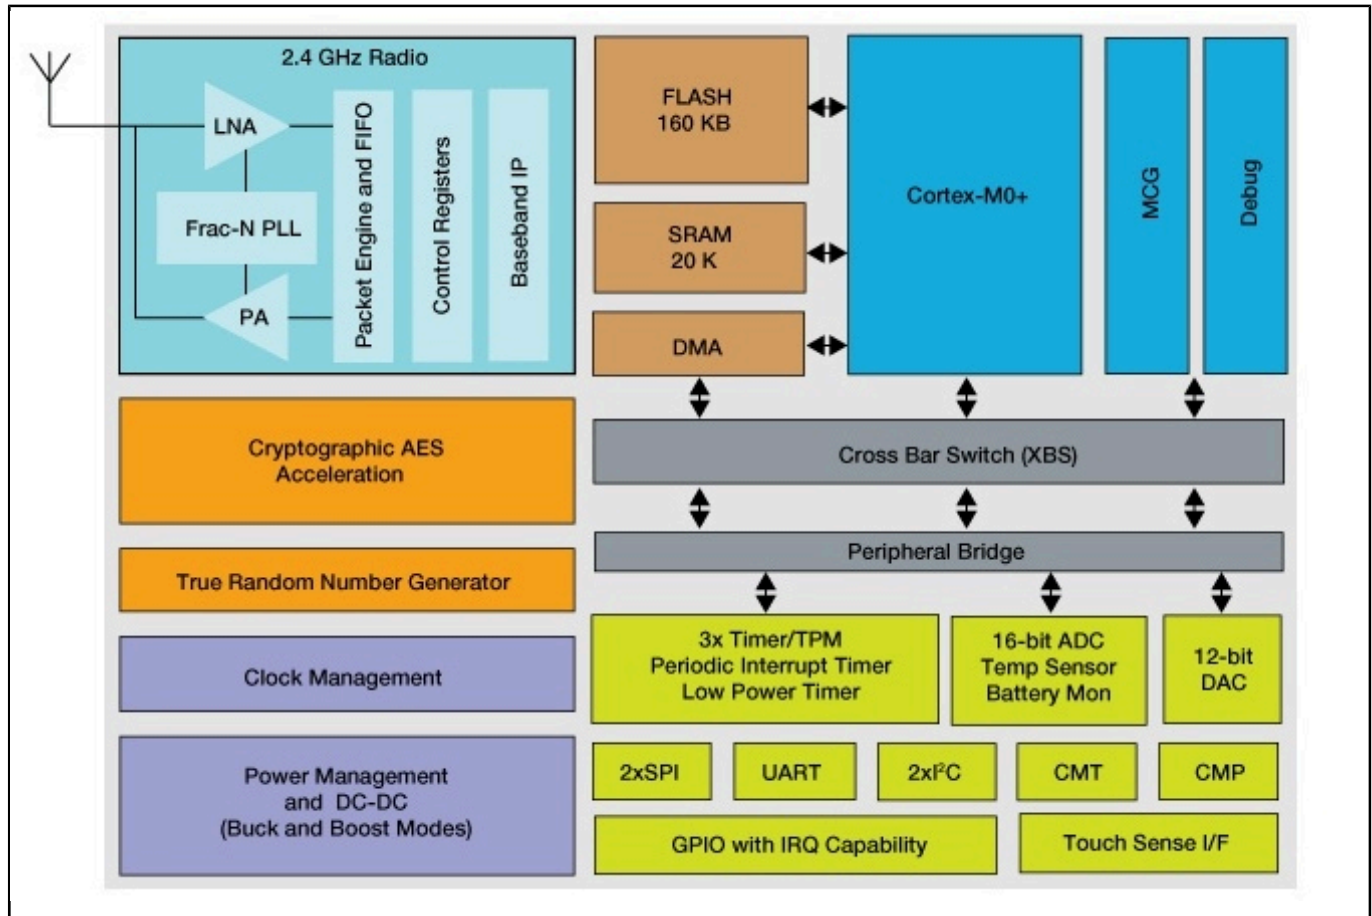 2.4 GHz Radio
LNA
Frac-N PLL
PA
Packet Engine and FIFO
Control Registers
Baseband IP
FLASH
160 KB
SRAM
20 K
DMA
Cortex-M0+
MCG
Debug
Cryptographic AES
Acceleration
True Random Number Generator
Clock Management
Power Management
and DC-DC
(Buck and Boost Modes)
Cross Bar Switch (XBS)
Peripheral Bridge
3x Timer/TPM
Periodic Interrupt Timer
Low Power Timer
16-bit ADC
Temp Sensor
Battery Mon
12-bit
DAC
2xSPI
UART
2xI²C
CMT
CMP
GPIO with IRQ Capability
Touch Sense I/F